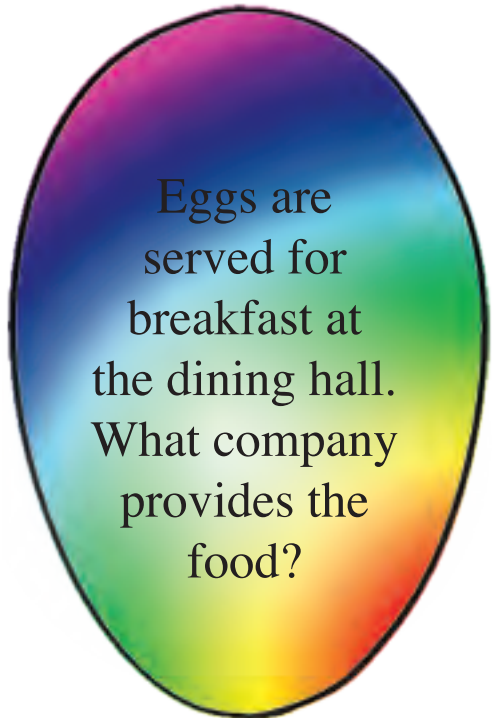 Eggs are
served for
breakfast at
the dining hall.
What company
provides the
food?